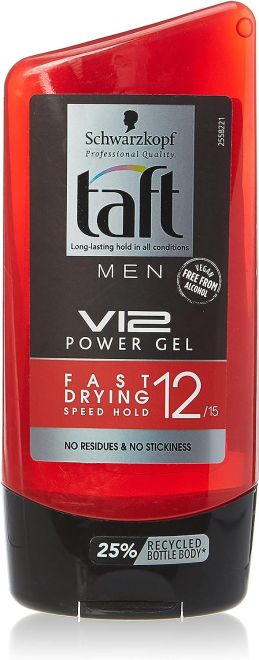 Schwarzkopf
Professional Quality.
2558221
taft
Long-lasting hold in all conditions
MEN
VEGAN
FREE FROM
ALCOHOL
V12
POWER GEL
FAST
DRYING
SPEED HOLD
12/15
NO RESIDUES & NO STICKINESS
25% RECYCLED
BOTTLE BODY*